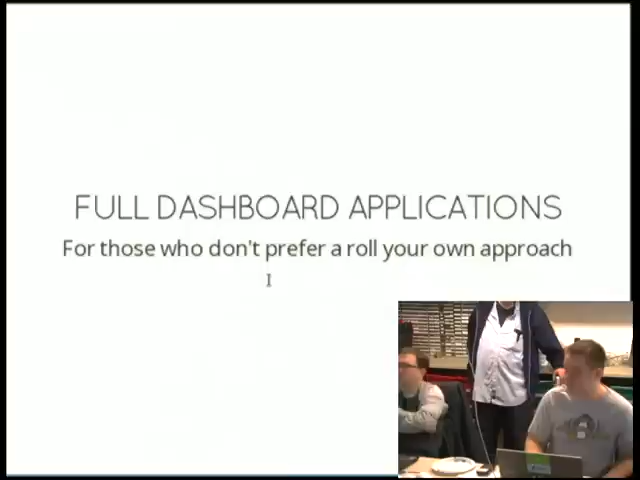 FULL DASHBOARD APPLICATIONS
For those who don't prefer a roll your own approach